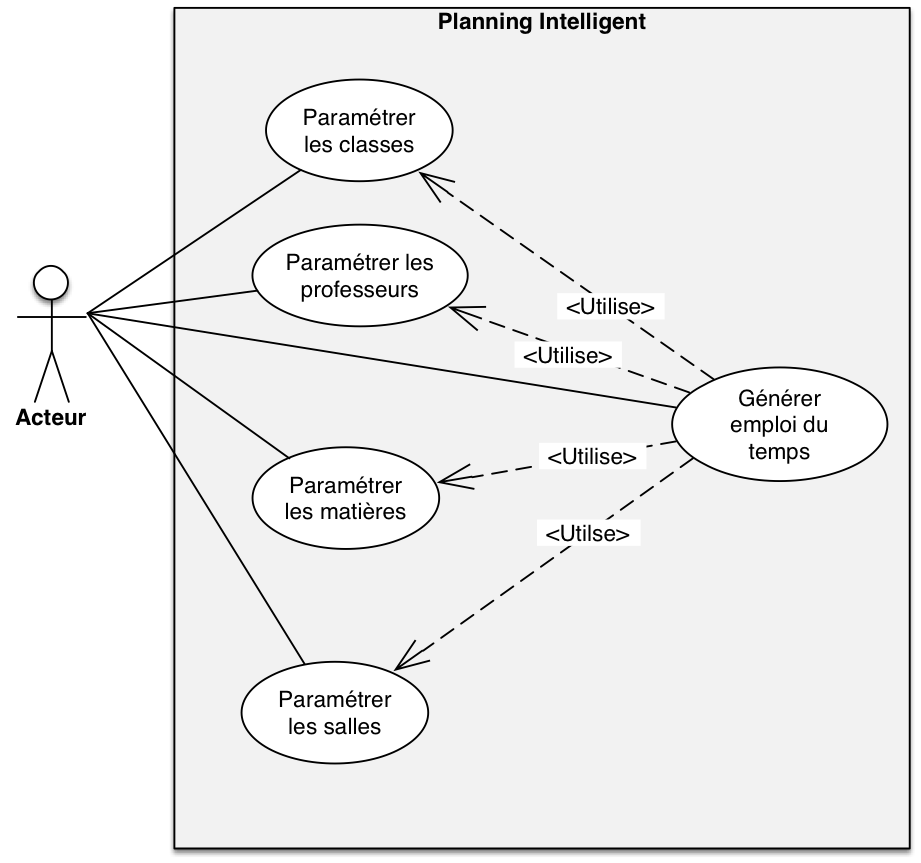 Planning Intelligent
Paramétrer
les classes
Paramétrer les
professeurs
<Utilise>
<Utilise>
Générer
emploi du
temps
Acteur
<Utilise>
Paramétrer
les matières
<Utilse>
Paramétrer
les salles